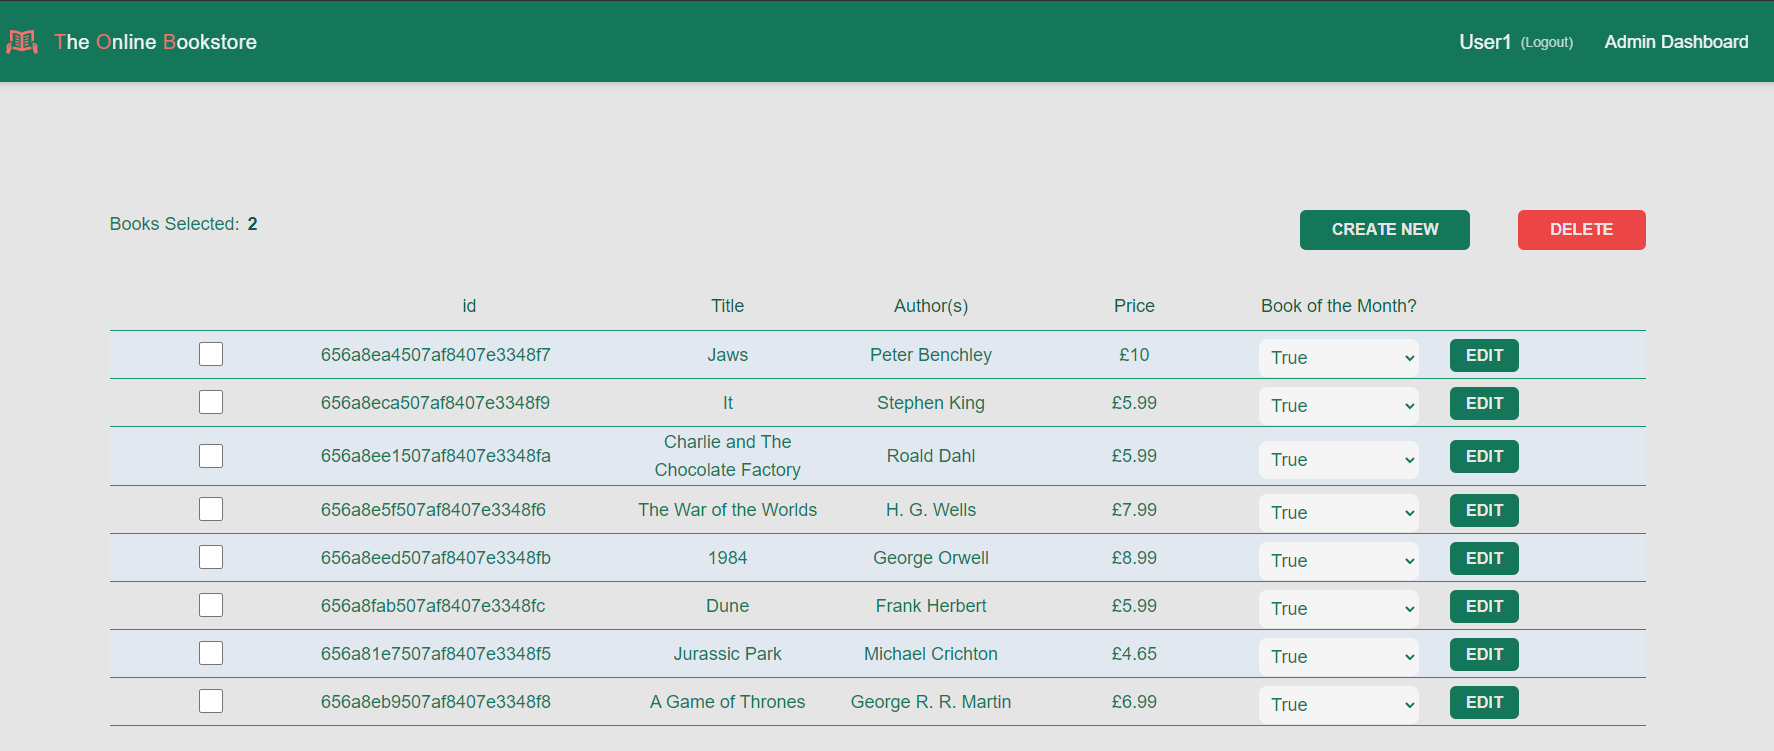 The Online Bookstore
User1 (Logout) Admin Dashboard
Books Selected: 2
CREATE NEW DELETE
id Title Author(s) Price Book of the Month?
656a8ea4507af8407e3348f7 Jaws Peter Benchley £10 True EDIT
656a8eca507af8407e3348f9 It Stephen King £5.99 True EDIT
656a8ee1507af8407e3348fa Charlie and The
Chocolate Factory Roald Dahl £5.99 True EDIT
656a8e5f507af8407e3348f6 The War of the Worlds H. G. Wells £7.99 True EDIT
656a8eed507af8407e3348fb 1984 George Orwell £8.99 True EDIT
656a8fab507af8407e3348fc Dune Frank Herbert £5.99 True EDIT
656a81e7507af8407e3348f5 Jurassic Park Michael Crichton £4.65 True EDIT
656a8eb9507af8407e3348f8 A Game of Thrones George R. R. Martin £6.99 True EDIT